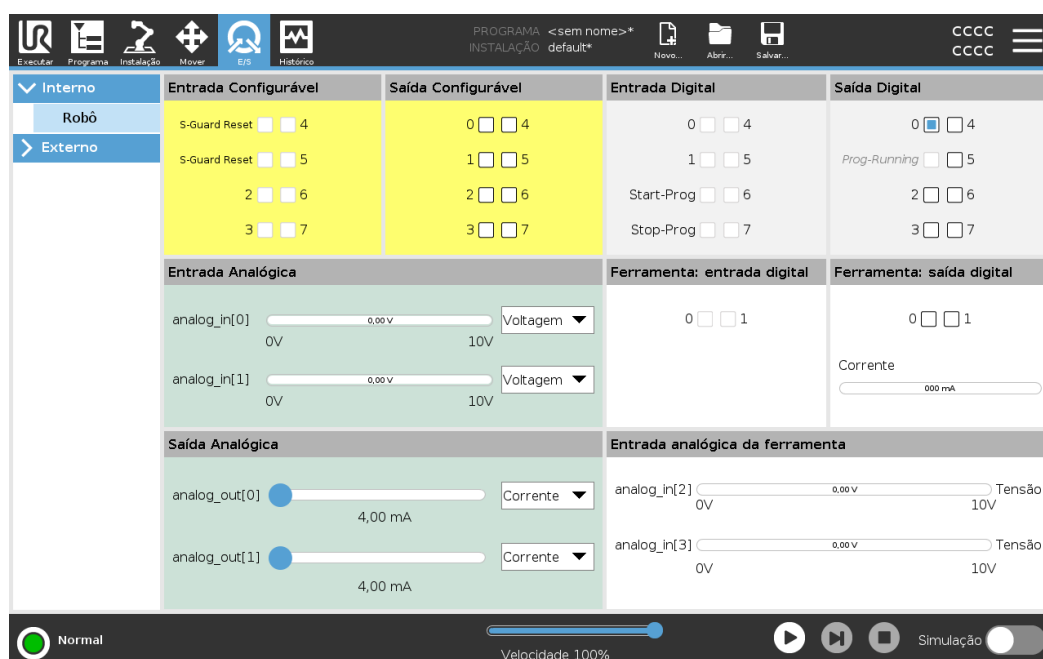 UR
PROGRAMA <sem nome>*
INSTALAÇÃO default*
CCCC
CCCC
Executar Programa Instalação Mover E/S Histórico Novo... Abrir... Salvar...
Interno
Robô
Externo
Entrada Configurável Saída Configurável Entrada Digital Saída Digital
S-Guard Reset 4 0 4 0 4 0 4
S-Guard Reset 5 1 5 1 5 Prog-Running 5
2 6 2 6 Start-Prog 6 2 6
3 7 3 7 Stop-Prog 7 3 7
Entrada Analógica Ferramenta: entrada digital Ferramenta: saída digital
analog_in[0] 0,00 V Voltagem 0 1 0 1
0V 10V
Corrente
analog_in[1] 0,00 V Voltagem 000 mA
0V 10V
Saída Analógica Entrada analógica da ferramenta
analog_out[0] Corrente analog_in[2] 0,00 V Tensão
4,00 mA 0V 10V
analog_out[1] Corrente analog_in[3] 0,00 V Tensão
4,00 mA 0V 10V
Normal Velocidade 100% Simulação